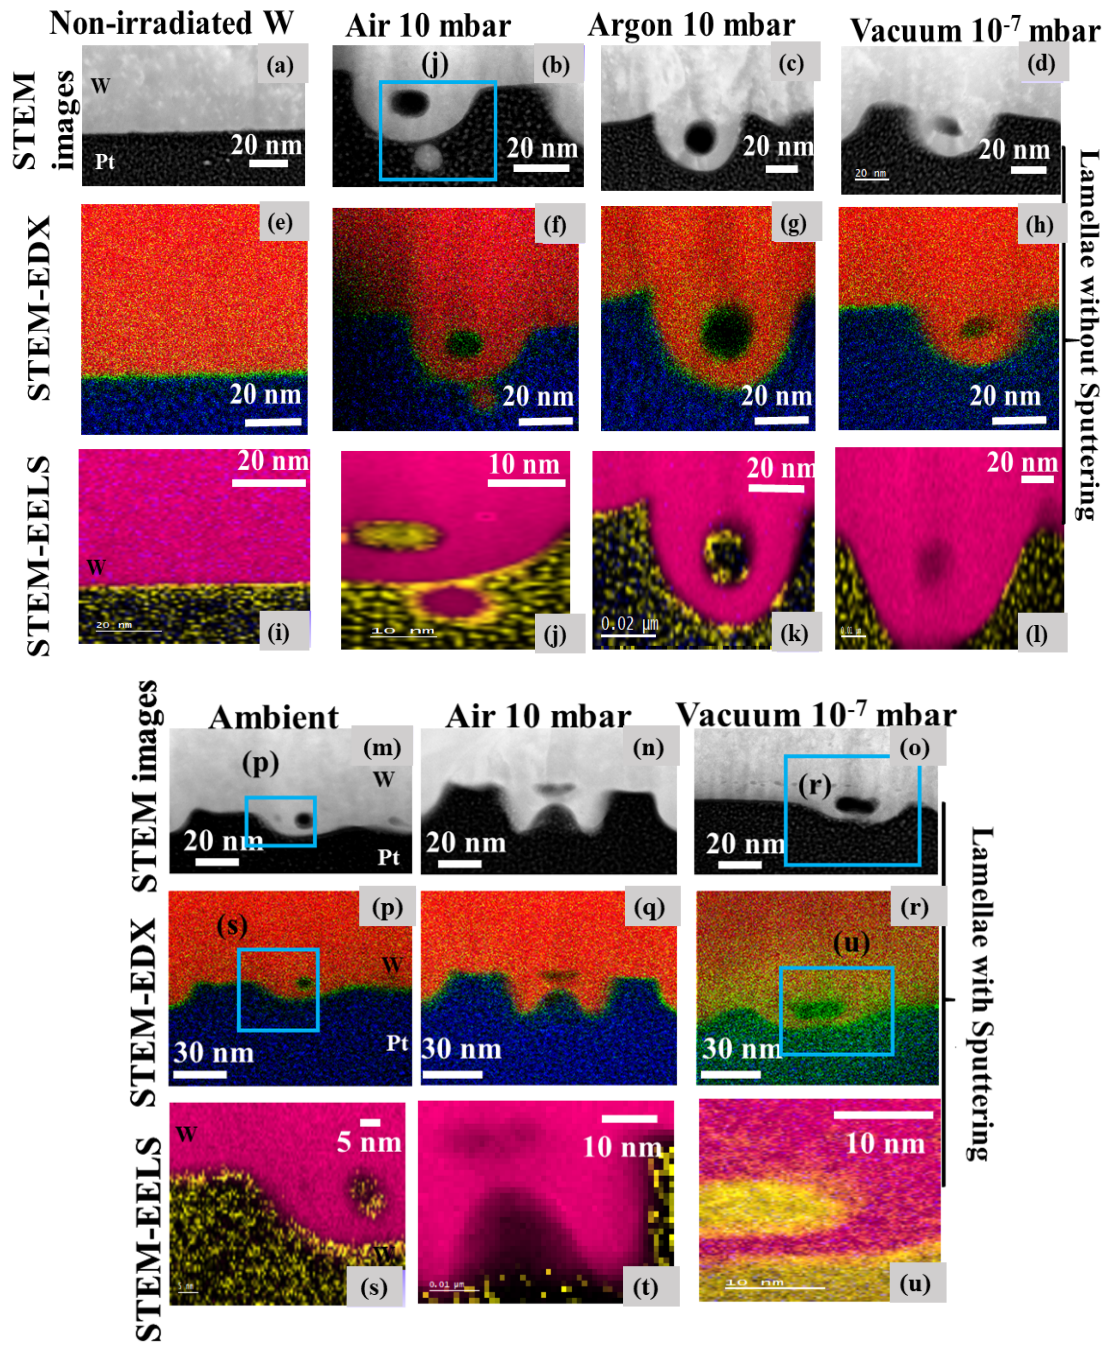 Non-irradiated W
Air 10 mbar
Argon 10 mbar
Vacuum 10-7 mbar
STEM images
W
Pt
(a)
20 nm
(j)
(b)
20 nm
(c)
20 nm
(d)
20 nm
20 nm
STEM-EDX
(e)
20 nm
(f)
20 nm
(g)
20 nm
(h)
20 nm
Lamellae without Sputtering
STEM-EELS
20 nm
W
20 nm
(i)
10 nm
10 nm
(j)
20 nm
0.02 µm
(k)
20 nm
0.01 µm
(l)
Ambient
Air 10 mbar
Vacuum 10-7 mbar
STEM images
(p)
(m)
W
20 nm
Pt
(n)
20 nm
(o)
(r)
20 nm
STEM-EDX
(s)
(p)
W
Pt
30 nm
(q)
30 nm
(r)
(u)
30 nm
Lamellae with Sputtering
STEM-EELS
W
5 nm
5 nm
(s)
10 nm
0.01 µm
(t)
10 nm
10 nm
(u)